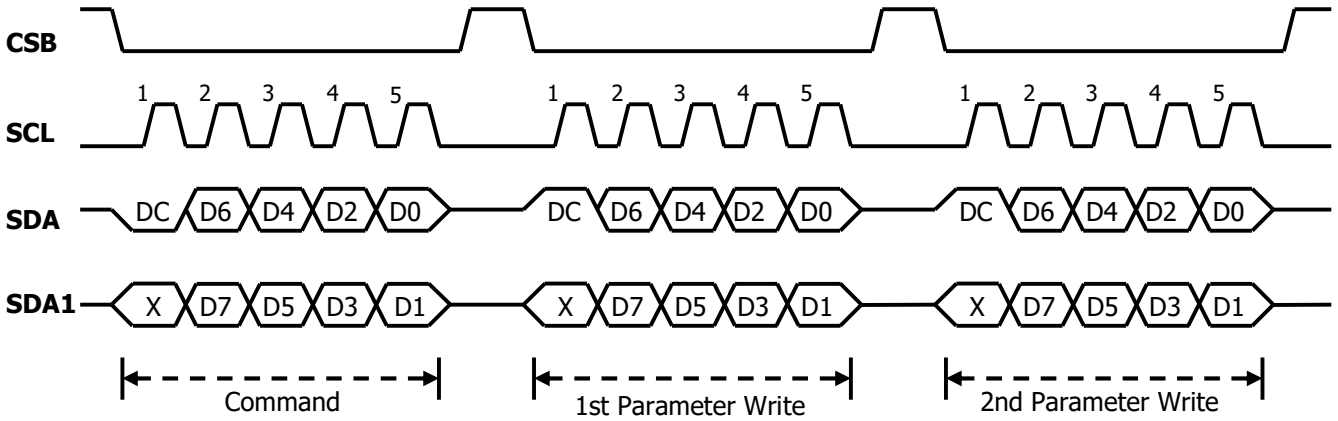 CSB
1 2 3 4 5 1 2 3 4 5 1 2 3 4 5
SCL
SDA DC D6 D4 D2 D0 DC D6 D4 D2 D0 DC D6 D4 D2 D0
SDA1 X D7 D5 D3 D1 X D7 D5 D3 D1 X D7 D5 D3 D1
Command 1st Parameter Write 2nd Parameter Write